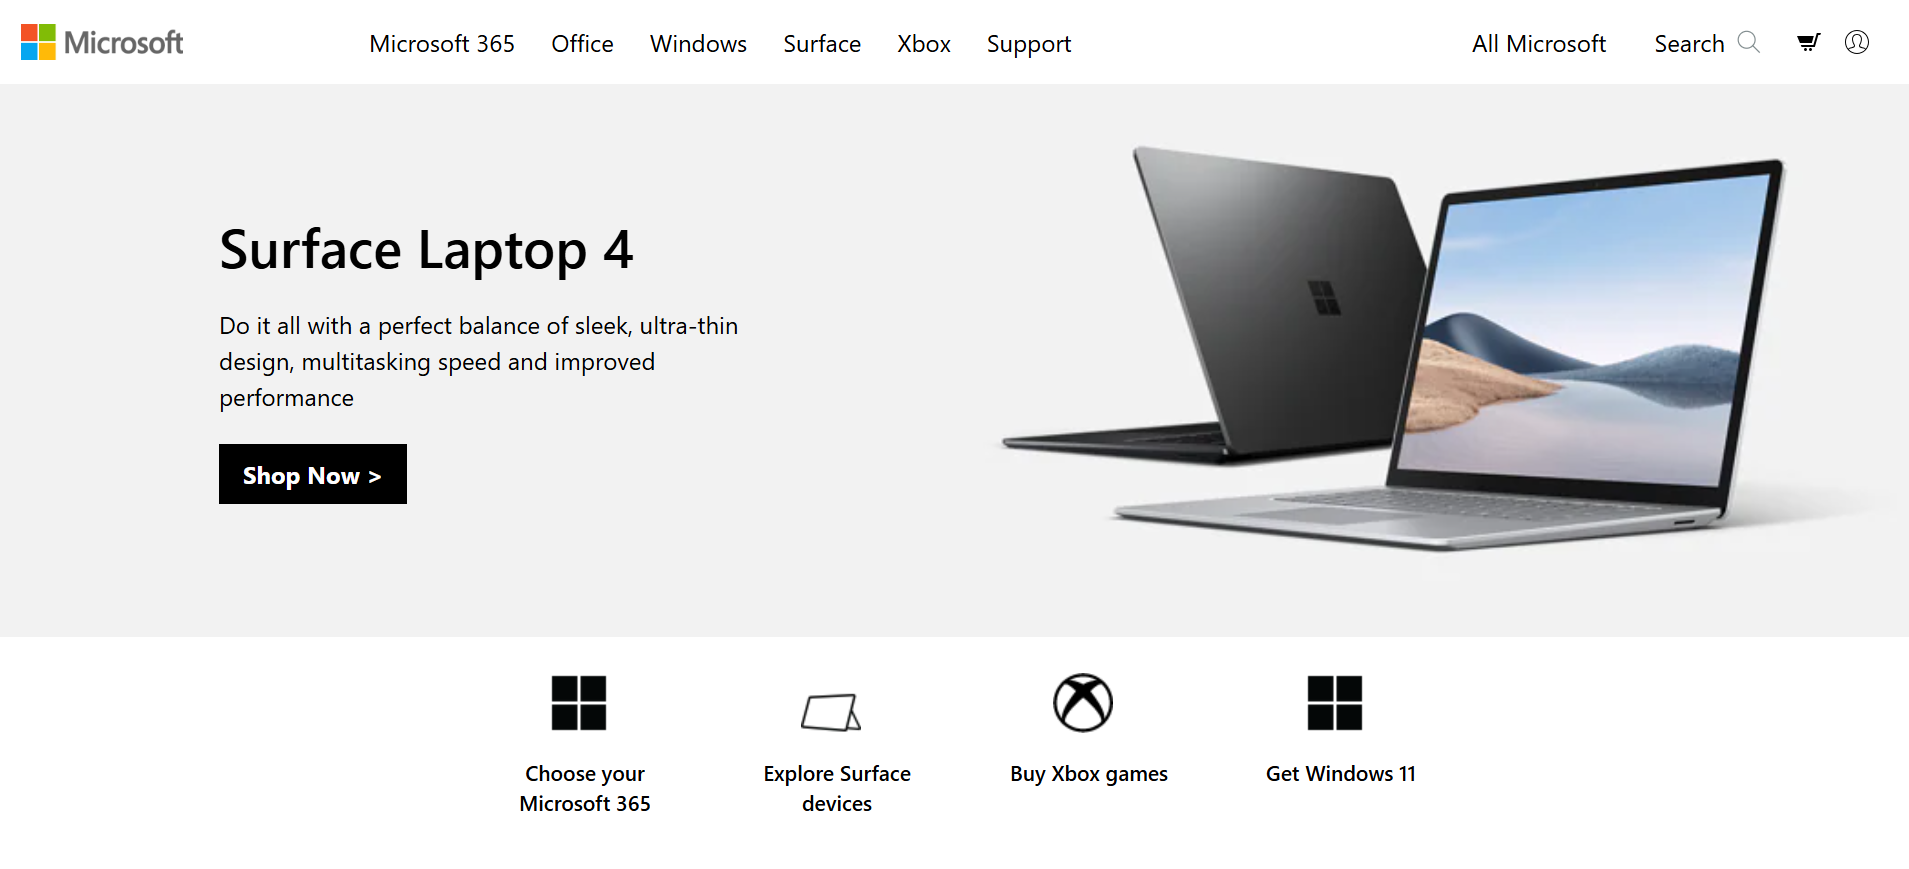 Microsoft
Microsoft 365 Office Windows Surface Xbox Support
All Microsoft Search
Surface Laptop 4
Do it all with a perfect balance of sleek, ultra-thin
design, multitasking speed and improved
performance
Shop Now >
Choose your
Microsoft 365
Explore Surface
devices
Buy Xbox games
Get Windows 11